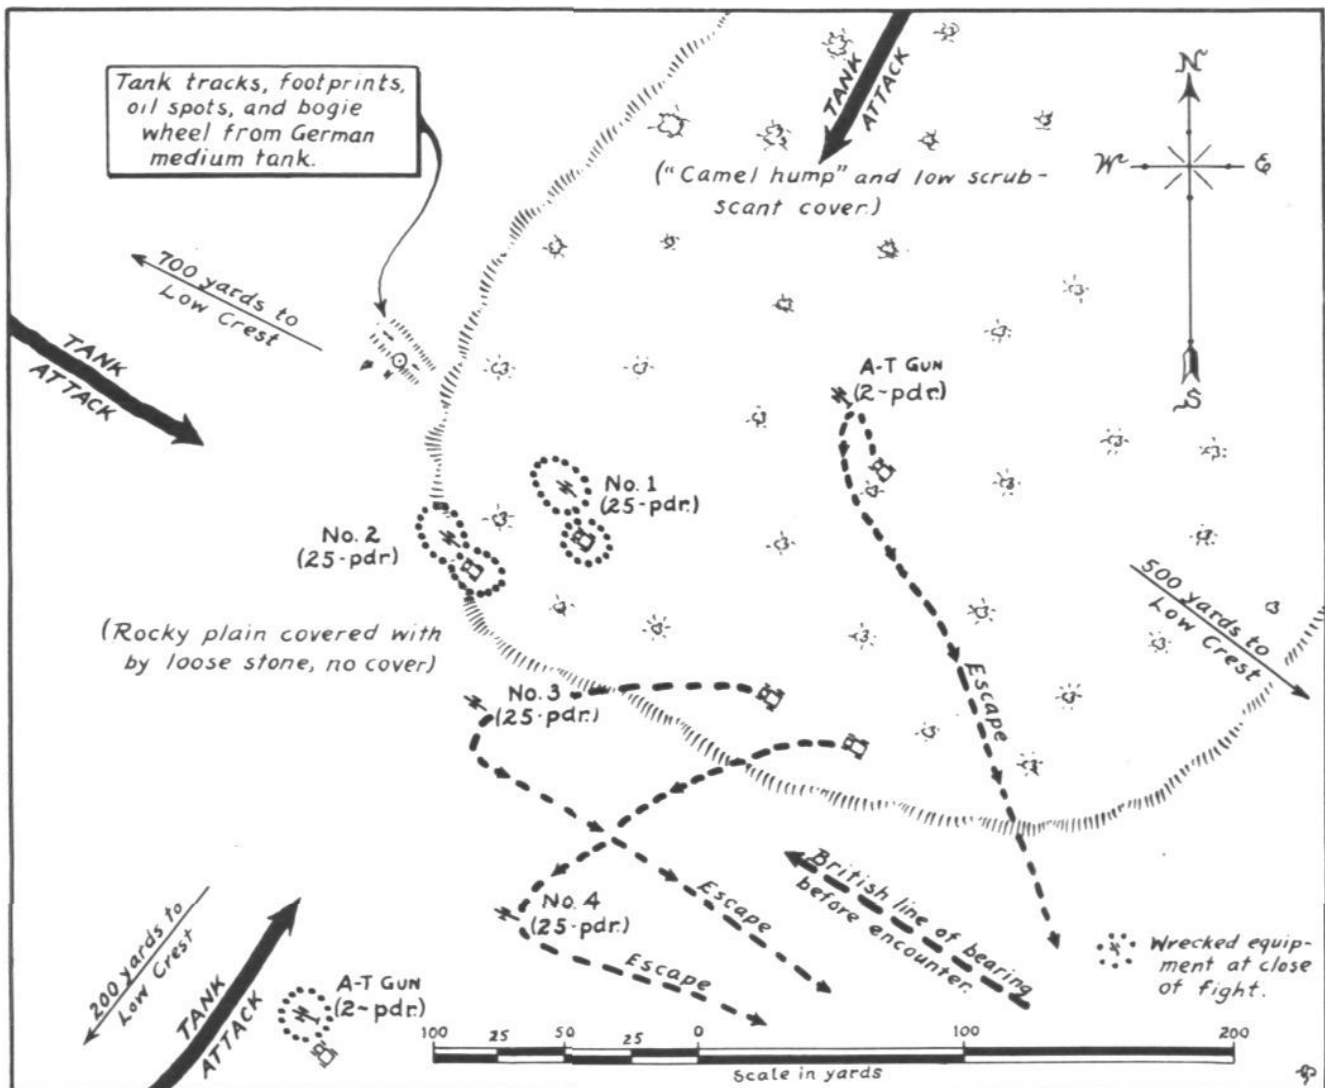 Tank tracks, footprints,
oil spots, and bogie
wheel from German
medium tank.
TANK
ATTACK
N
W
E
S
("Camel hump" and low scrub-
scant cover.)
700 yards to
Low Crest
TANK
ATTACK
A-T GUN
(2-pdr.)
No. 1
(25-pdr.)
No. 2
(25-pdr.)
500 yards to
Low Crest
(Rocky plain covered with
by loose stone, no cover)
No. 3
(25-pdr.)
Escape
British line of bearing
before encounter.
Escape
No. 4
(25-pdr.)
Escape
Wrecked equip-
ment at close
of fight.
200 yards to
Low Crest
TANK
ATTACK
A-T GUN
(2-pdr.)
100 25 0 100 200
25
Scale in yards